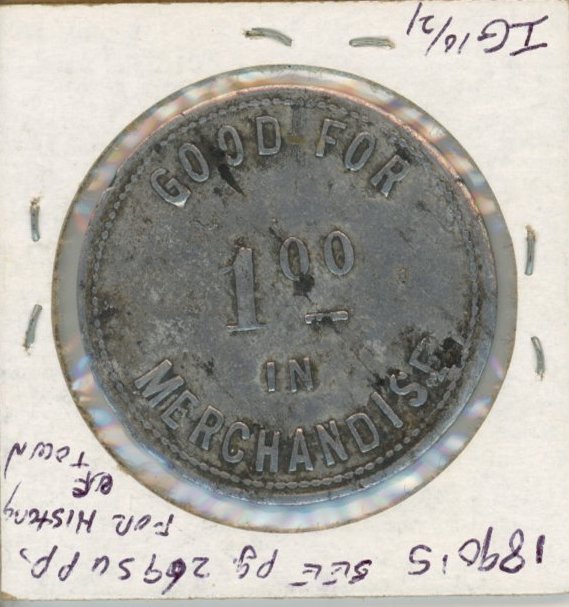 GOOD FOR
1 00
IN
MERCHANDISE
IG 10/21
1890'S SEE pg. 269 SUPP.
FOR HISTORY
OF
TOWN